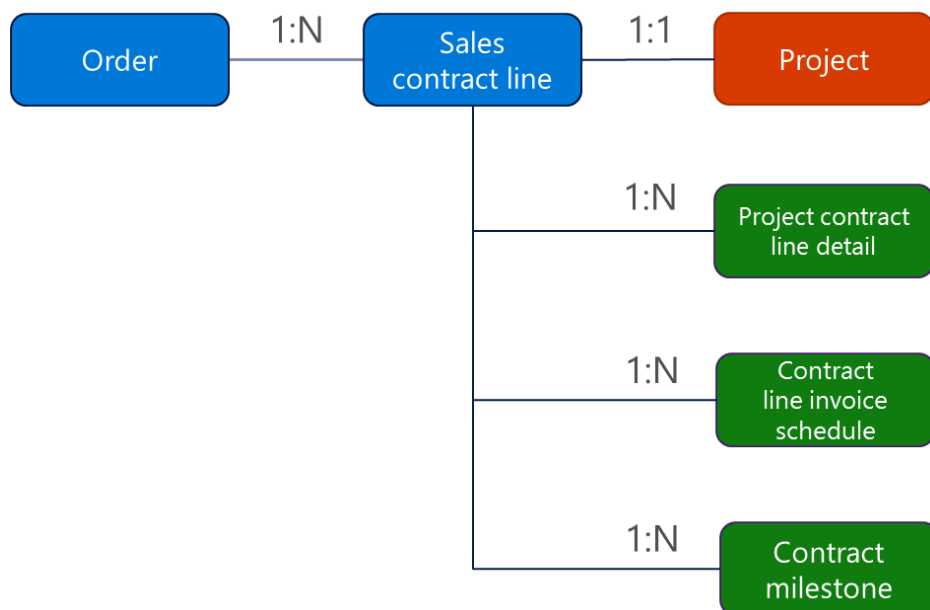 1:N
1:1
Order
Sales
contract line
Project
1:N
Project contract
line detail
1:N
Contract
line invoice
schedule
1:N
Contract
milestone